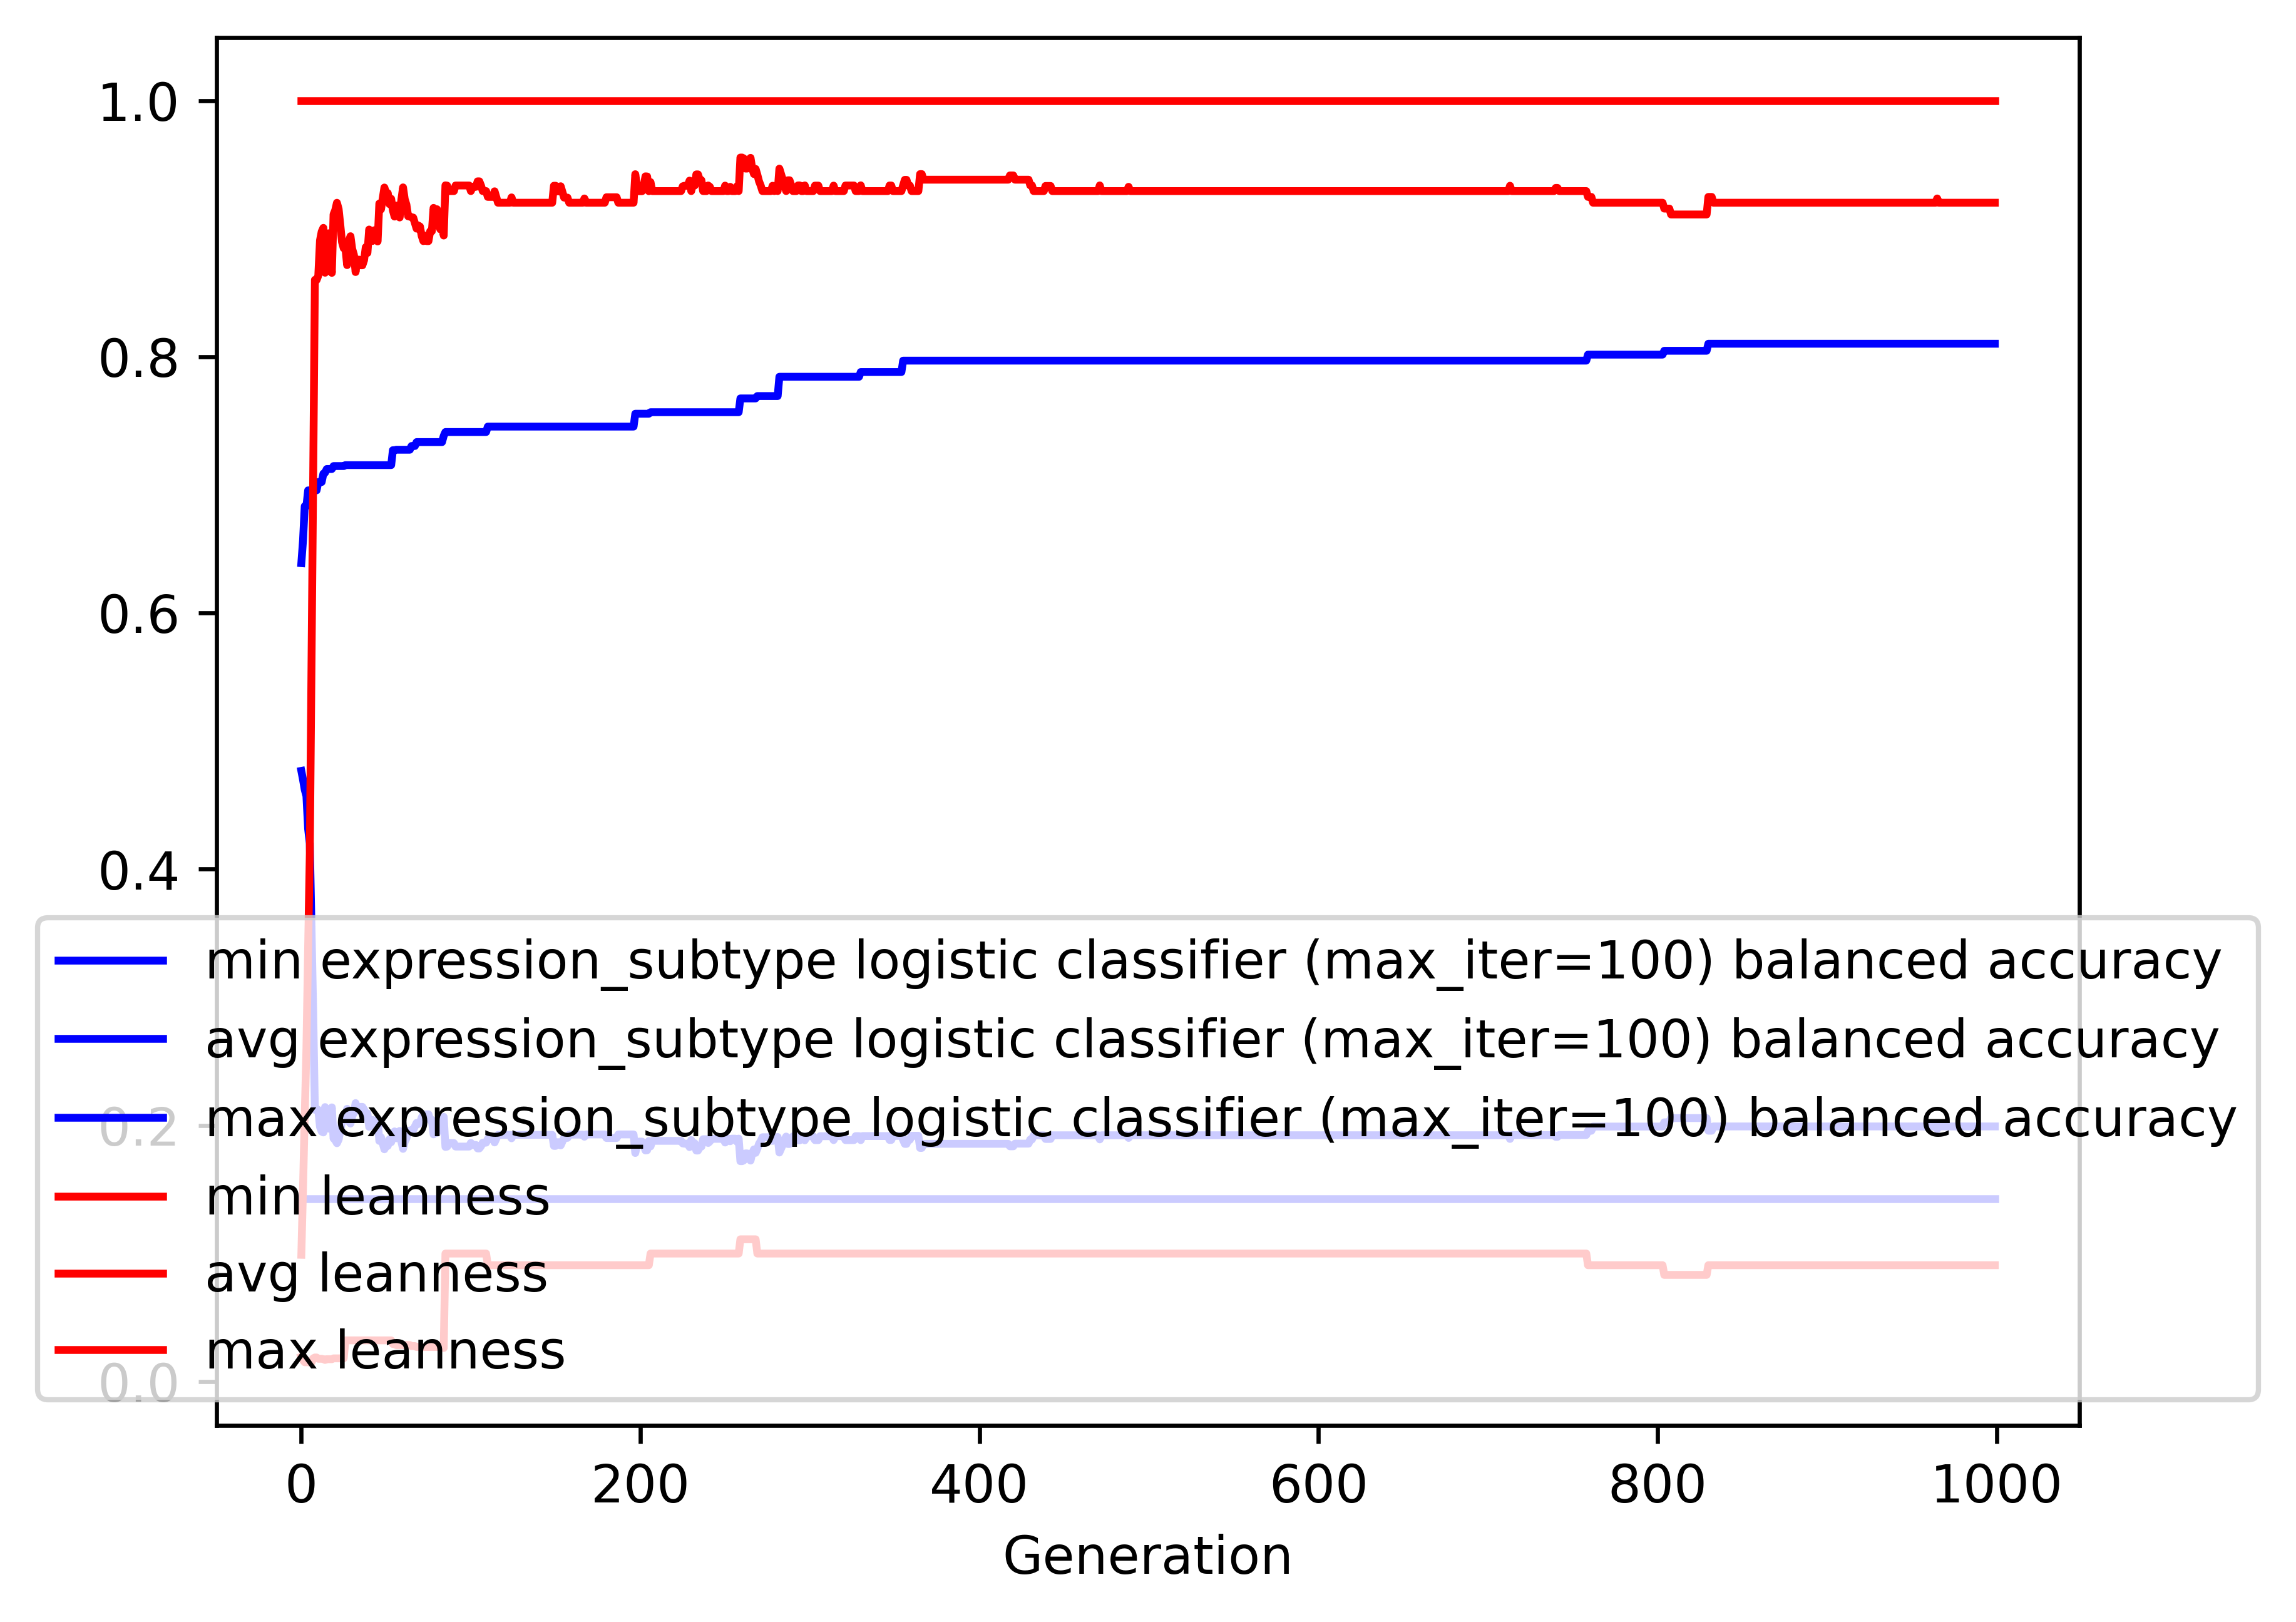 1.0
0.8
0.6
0.4
0.2
0.0
min expression_subtype logistic classifier (max_iter=100) balanced accuracy
avg expression_subtype logistic classifier (max_iter=100) balanced accuracy
max expression_subtype logistic classifier (max_iter=100) balanced accuracy
min leanness
avg leanness
max leanness
0 200 400 600 800 1000
Generation